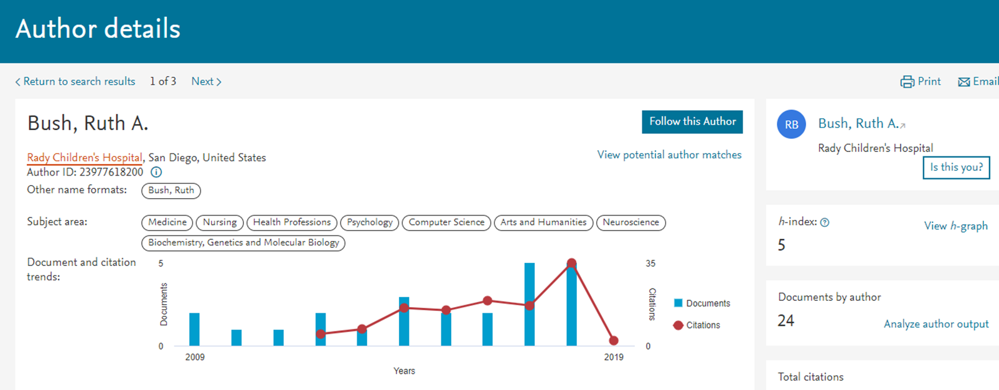 Author details
Return to search results 1 of 3 Next
Print Email
Bush, Ruth A.
Follow this Author
Rady Children's Hospital, San Diego, United States
View potential author matches
Author ID: 23977618200
Other name formats: Bush, Ruth
Subject area: Medicine Nursing Health Professions Psychology Computer Science Arts and Humanities Neuroscience
Biochemistry, Genetics and Molecular Biology
Document and citation
trends:
5
Documents
0
2009
2019
Years
35
Citations
0
Documents
Citations
RB
Bush, Ruth A.
Rady Children's Hospital
Is this you?
h-index:
View h-graph
5
Documents by author
24
Analyze author output
Total citations